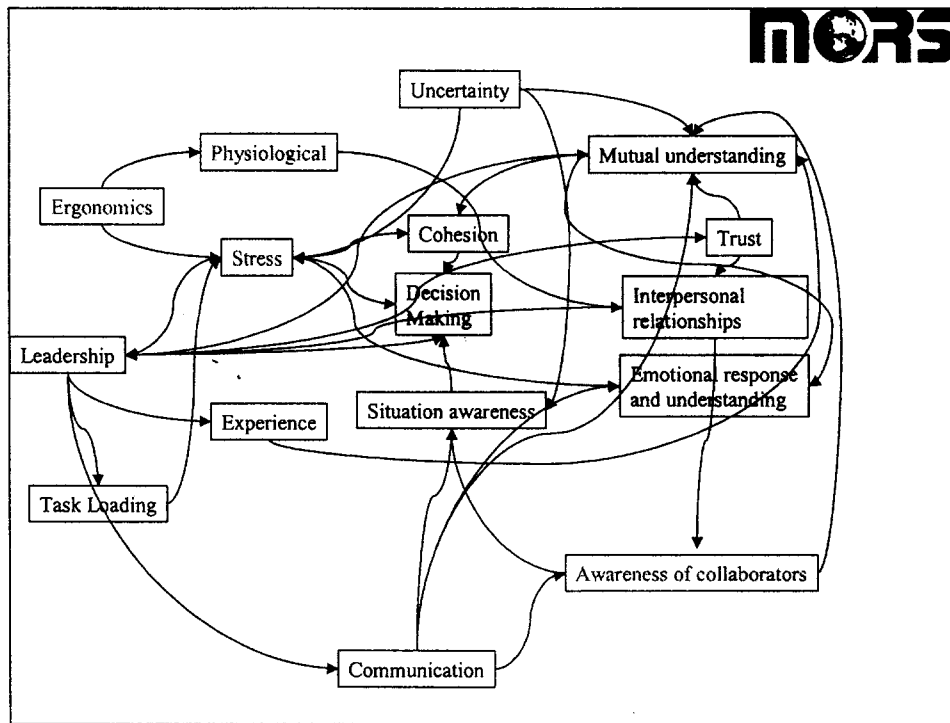 MORS
Uncertainty
Physiological
Mutual understanding
Ergonomics
Cohesion
Trust
Stress
Decision
Making
Interpersonal
relationships
Leadership
Emotional response
and understanding
Situation awareness
Experience
Task Loading
Awareness of collaborators
Communication